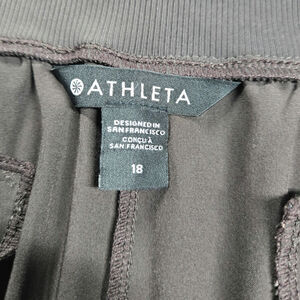 ATHLETA
DESIGNED IN
SAN FRANCISCO
CONÇU À
SAN FRANCISCO
18